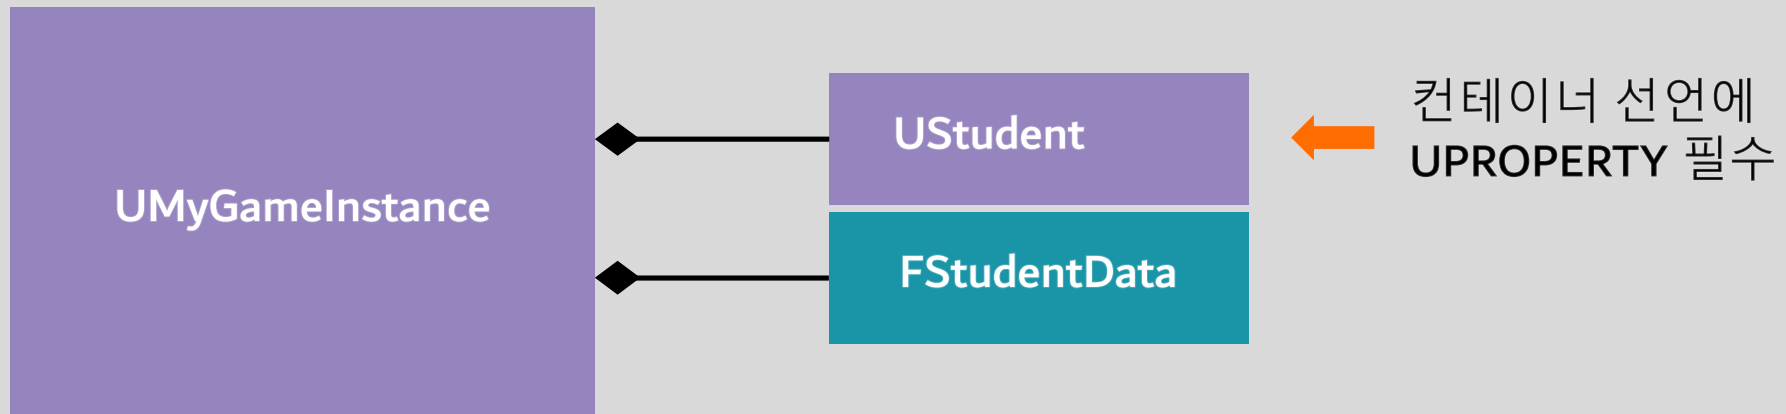 UMyGameInstance
UStudent
FStudentData
컨테이너 선언에
UPROPERTY 필수